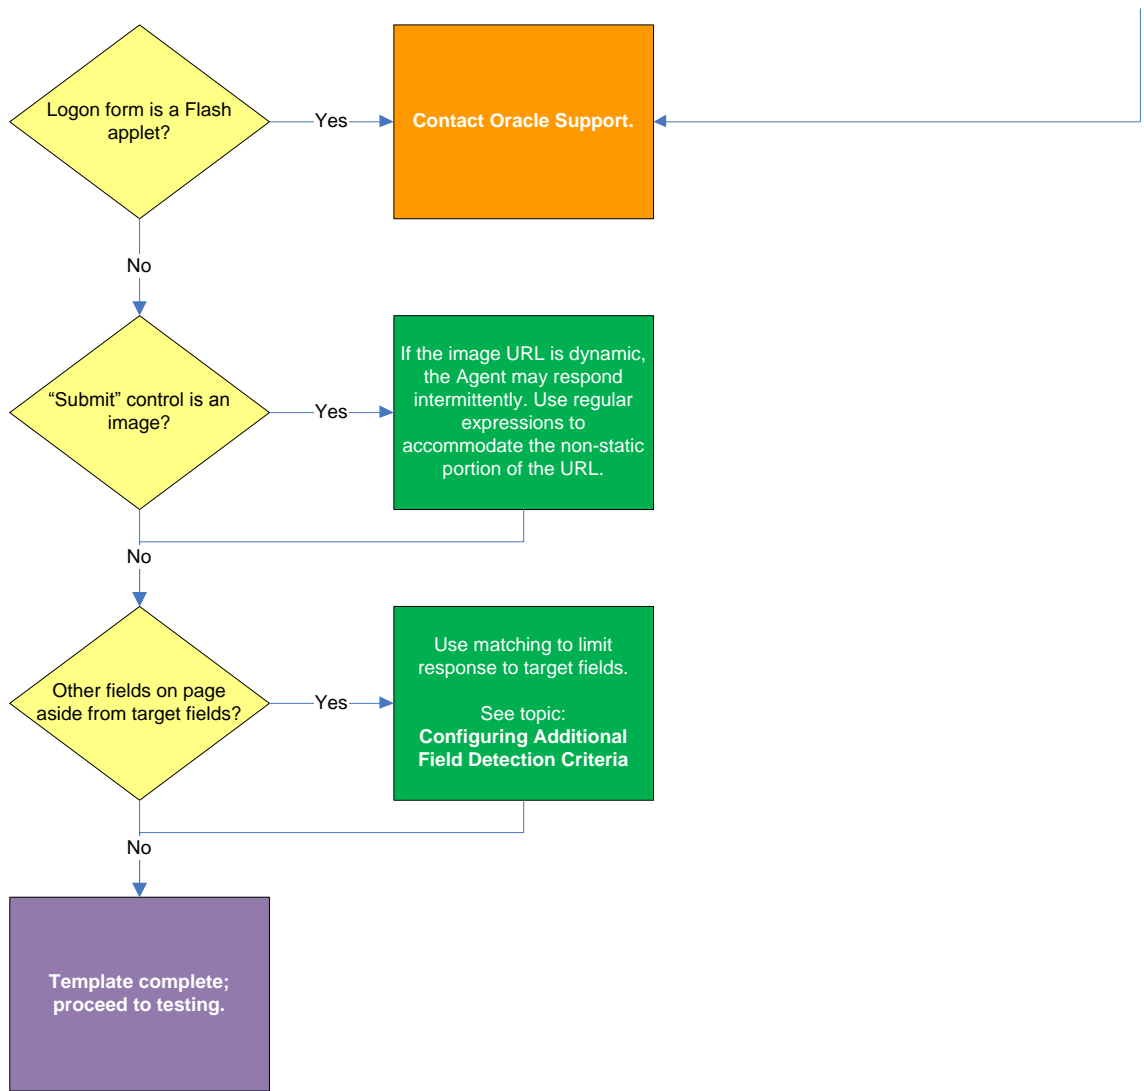 Logon form is a Flash
applet?
Yes
Contact Oracle Support.
No
“Submit” control is an
image?
Yes
If the image URL is dynamic,
the Agent may respond
intermittently. Use regular
expressions to
accommodate the non-static
portion of the URL.
No
Other fields on page
aside from target fields?
Yes
Use matching to limit
response to target fields.
See topic:
Configuring Additional
Field Detection Criteria
No
Template complete;
proceed to testing.